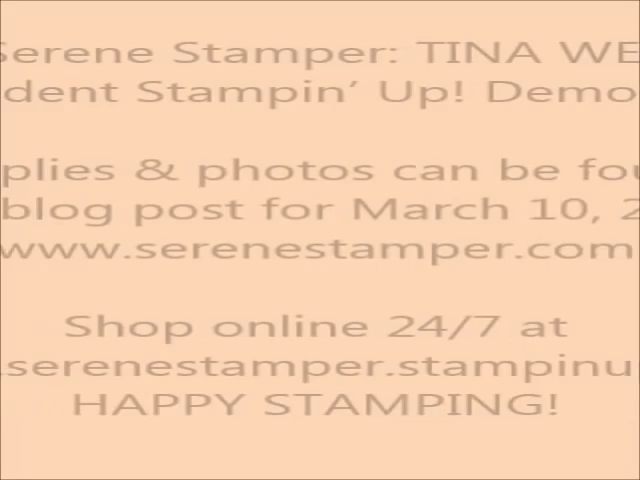 Serene Stamper: TINA WE
dent Stampin’ Up! Demo
plies & photos can be fou
blog post for March 10, 2
www.serenestamper.com
Shop online 24/7 at
.serenestamper.stampinu
HAPPY STAMPING!